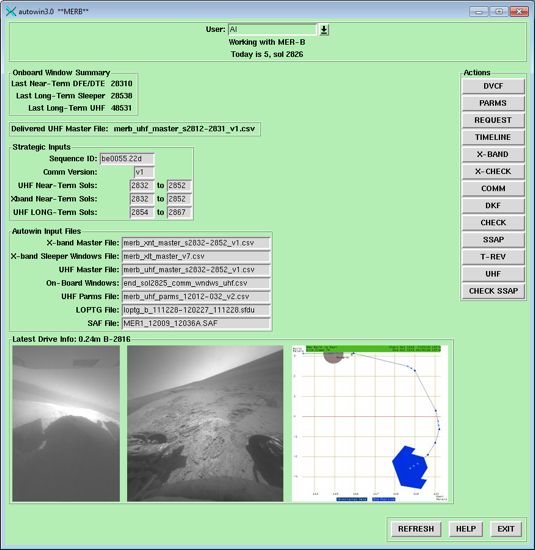 autowin3.0 **MERB**
User: Al
Working with MER-B
Today is 5, sol 2826
Onboard Window Summary
Last Near-Term DFE/DTE 28310
Last Long-Term Sleeper 28538
Last Long-Term UHF 48531
Delivered UHF Master File: merb_uhf_master_s2812-2831_v1.csv
Strategic Inputs
Sequence ID: be0055.22d
Comm Version: v1
UHF Near-Term Sols: 2832 to 2852
Xband Near-Term Sols: 2832 to 2852
UHF LONG-Term Sols: 2854 to 2867
Autowin Input Files
X-band Master File: merb_xnt_master_s2832-2852_v1.csv
X-band Sleeper Windows File: merb_xlt_master_v7.csv
UHF Master File: merb_uhf_master_s2832-2852_v1.csv
On-Board Windows: end_sol2825_comm_wndws_uhf.csv
UHF Parms File: merb_uhf_parms_12012-032_v2.csv
LOPTG File: loptg_b_111228-120227_111228.sfdu
SAF File: MER1_12009_12036A.SAF
Latest Drive Info: 0.24m B-2816
Actions
DVCF
PARMS
REQUEST
TIMELINE
X-BAND
X-CHECK
COMM
DKF
CHECK
SSAP
T-REV
UHF
CHECK SSAP
REFRESH
HELP
EXIT